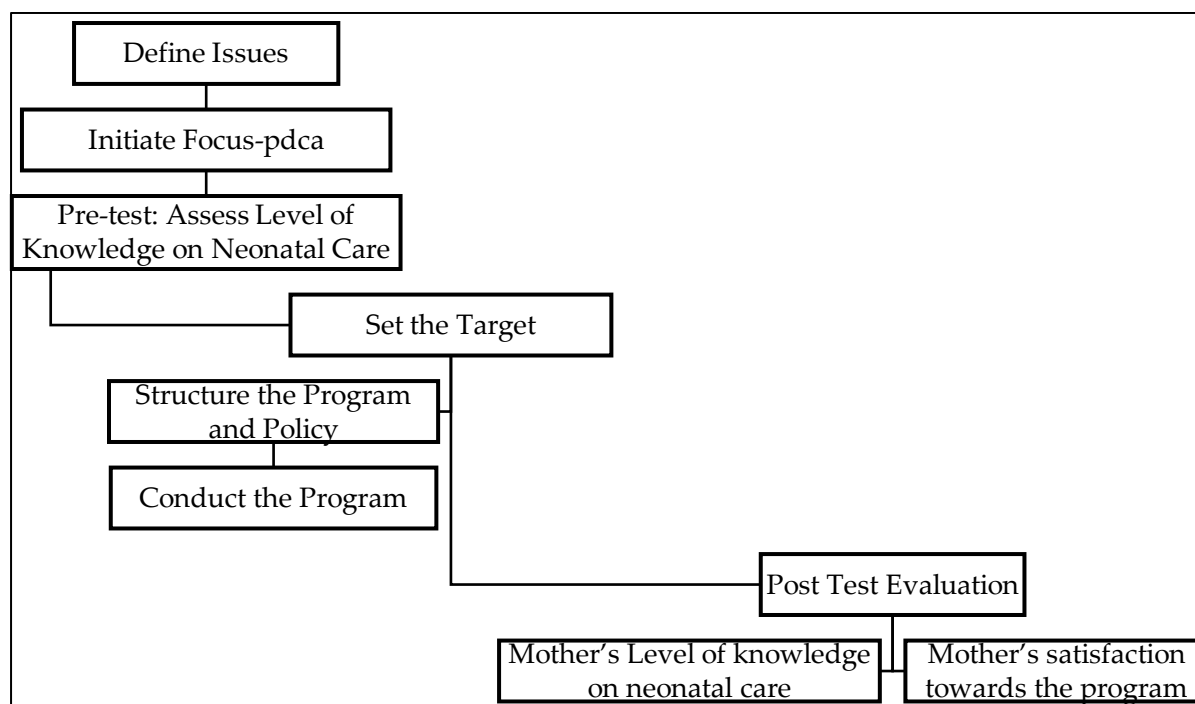 Define Issues
Initiate Focus-pdca
Pre-test: Assess Level of
Knowledge on Neonatal Care
Set the Target
Structure the Program
and Policy
Conduct the Program
Post Test Evaluation
Mother’s Level of knowledge
on neonatal care
Mother’s satisfaction
towards the program